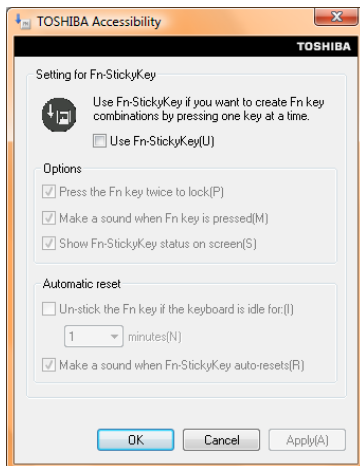 TOSHIBA Accessibility
TOSHIBA
Setting for Fn-StickyKey
Use Fn-StickyKey if you want to create Fn key
combinations by pressing one key at a time.
Use Fn-StickyKey(U)
Options
Press the Fn key twice to lock(P)
Make a sound when Fn key is pressed(M)
Show Fn-StickyKey status on screen(S)
Automatic reset
Un-stick the Fn key if the keyboard is idle for:(I)
1 minutes(N)
Make a sound when Fn-StickyKey auto-resets(R)
OK Cancel Apply(A)